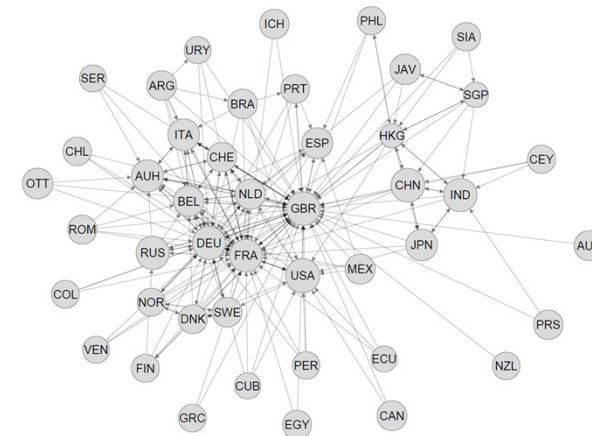 ICH
PHL
SIA
URY
SER
ARG
BRA
PRT
JAV
SGP
ITA
CHE
ESP
HKG
CHL
OTT
AUH
BEL
NLD
GBR
CHN
IND
CEY
ROM
RUS
DEU
FRA
JPN
AU
COL
NOR
DNK
SWE
USA
MEX
PRS
VEN
FIN
CUB
PER
ECU
NZL
GRC
EGY
CAN